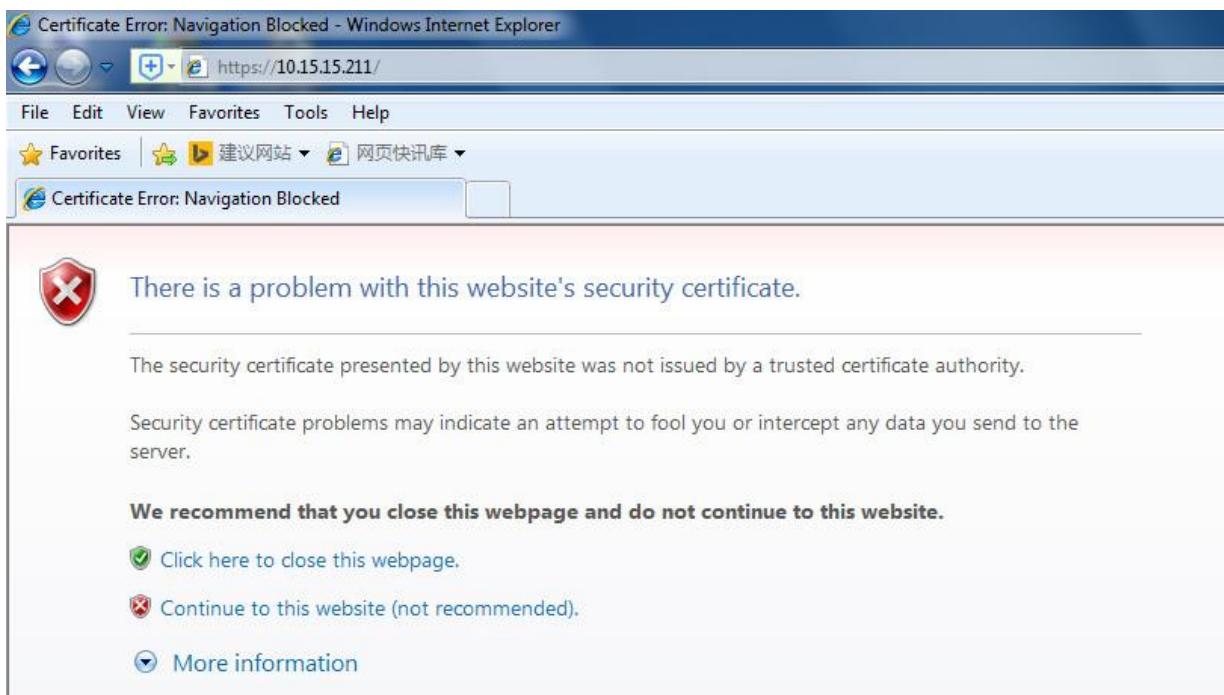 Certificate Error: Navigation Blocked - Windows Internet Explorer
https://10.15.15.211/
File Edit View Favorites Tools Help
Favorites 建议网站 网页快讯库
Certificate Error: Navigation Blocked
There is a problem with this website's security certificate.
The security certificate presented by this website was not issued by a trusted certificate authority.
Security certificate problems may indicate an attempt to fool you or intercept any data you send to the
server.
We recommend that you close this webpage and do not continue to this website.
Click here to close this webpage.
Continue to this website (not recommended).
More information